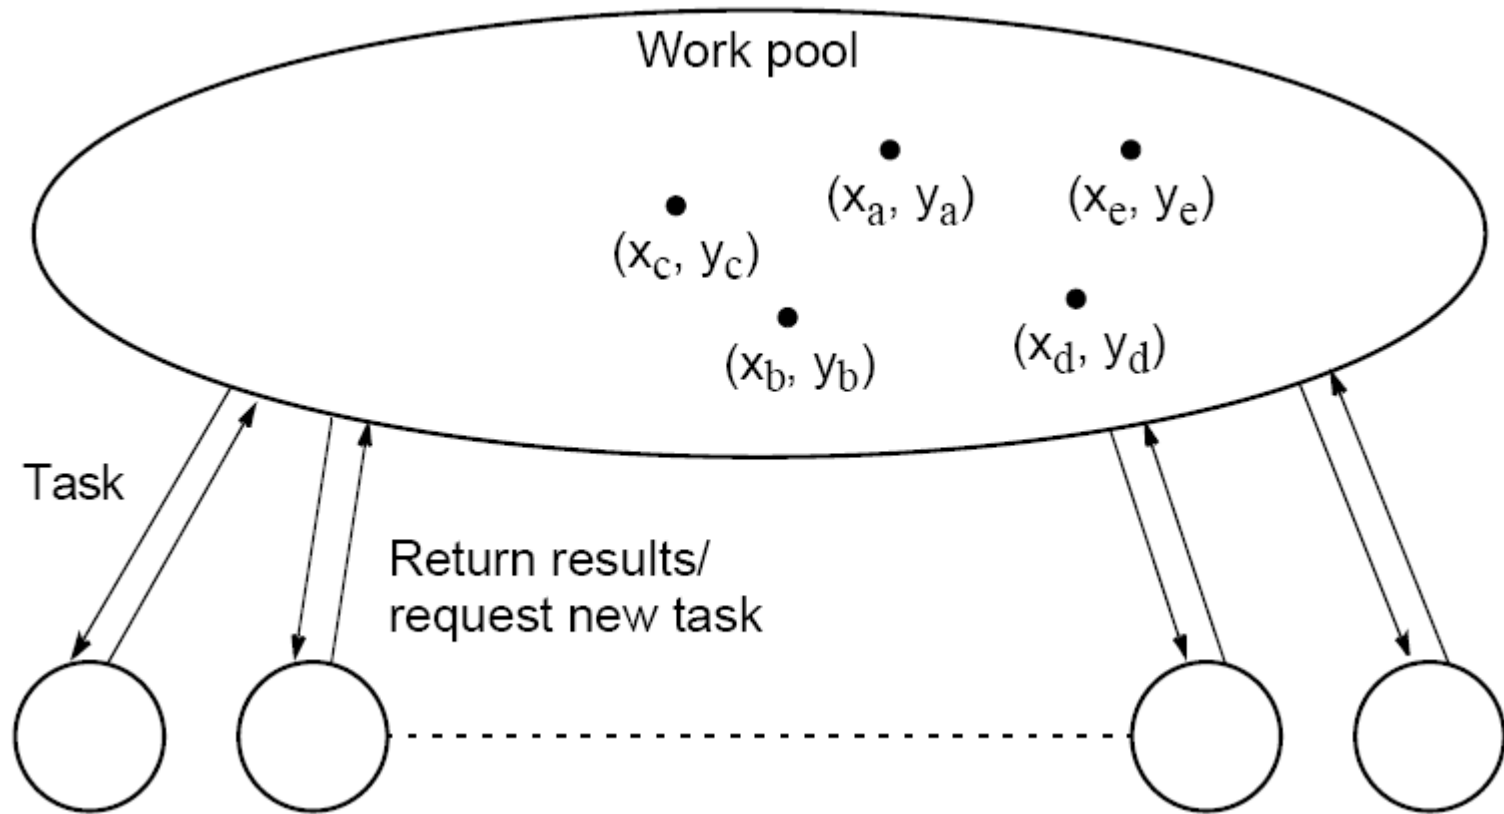 Work pool
(xa, ya)
(xe, ye)
(xc, yc)
(xb, yb)
(xd, yd)
Task
Return results/
request new task